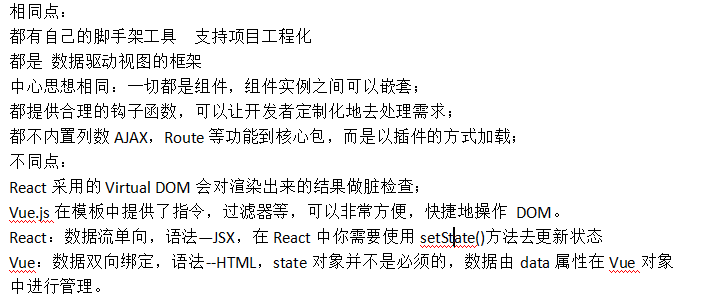 相同点：
都有自己的脚手架工具 支持项目工程化
都是 数据驱动视图的框架
中心思想相同：一切都是组件，组件实例之间可以嵌套；
都提供合理的钩子函数，可以让开发者定制化地去处理需求；
都不内置列数 AJAX，Route 等功能到核心包，而是以插件的方式加载；
不同点：
React 采用的 Virtual DOM 会对渲染出来的结果做脏检查；
Vue.js 在模板中提供了指令，过滤器等，可以非常方便，快捷地操作 DOM。
React：数据流单向，语法—JSX，在 React 中你需要使用 setState()方法去更新状态
Vue：数据双向绑定，语法--HTML，state 对象并不是必须的，数据由 data 属性在 Vue 对象
中进行管理。